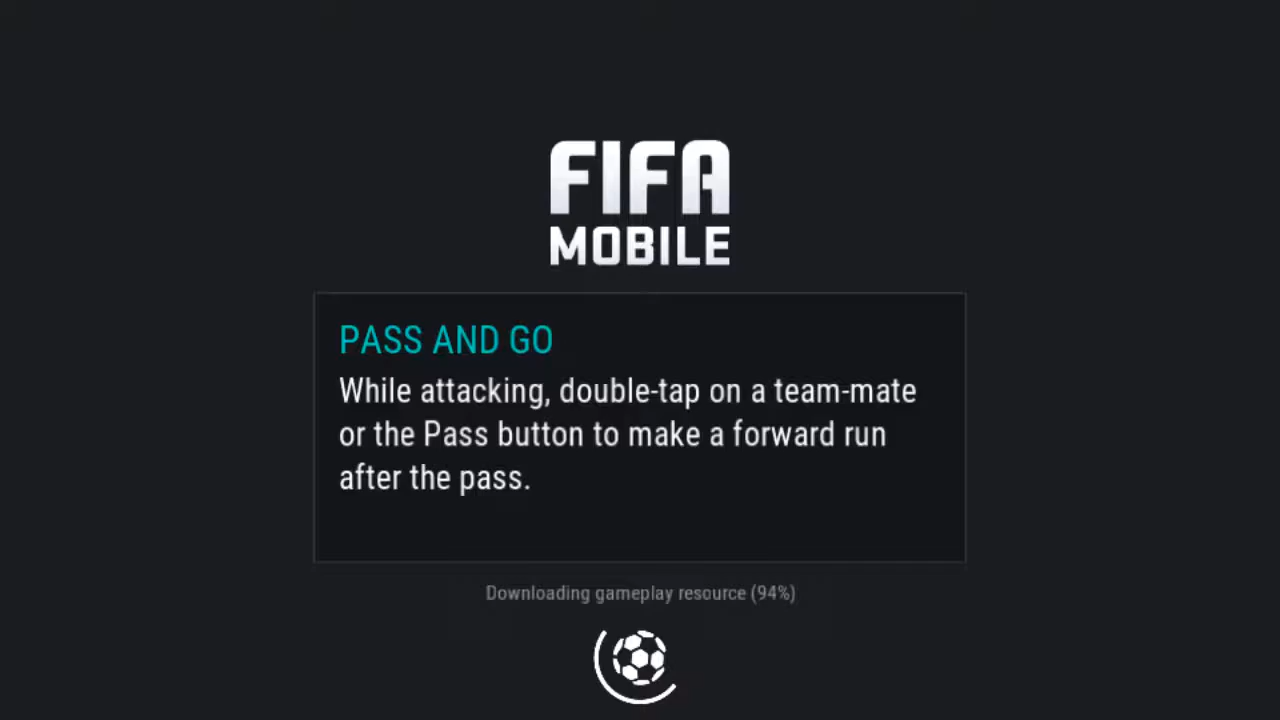 FIFA
MOBILE
PASS AND GO
While attacking, double-tap on a team-mate
or the Pass button to make a forward run
after the pass.
Downloading gameplay resource (94%)